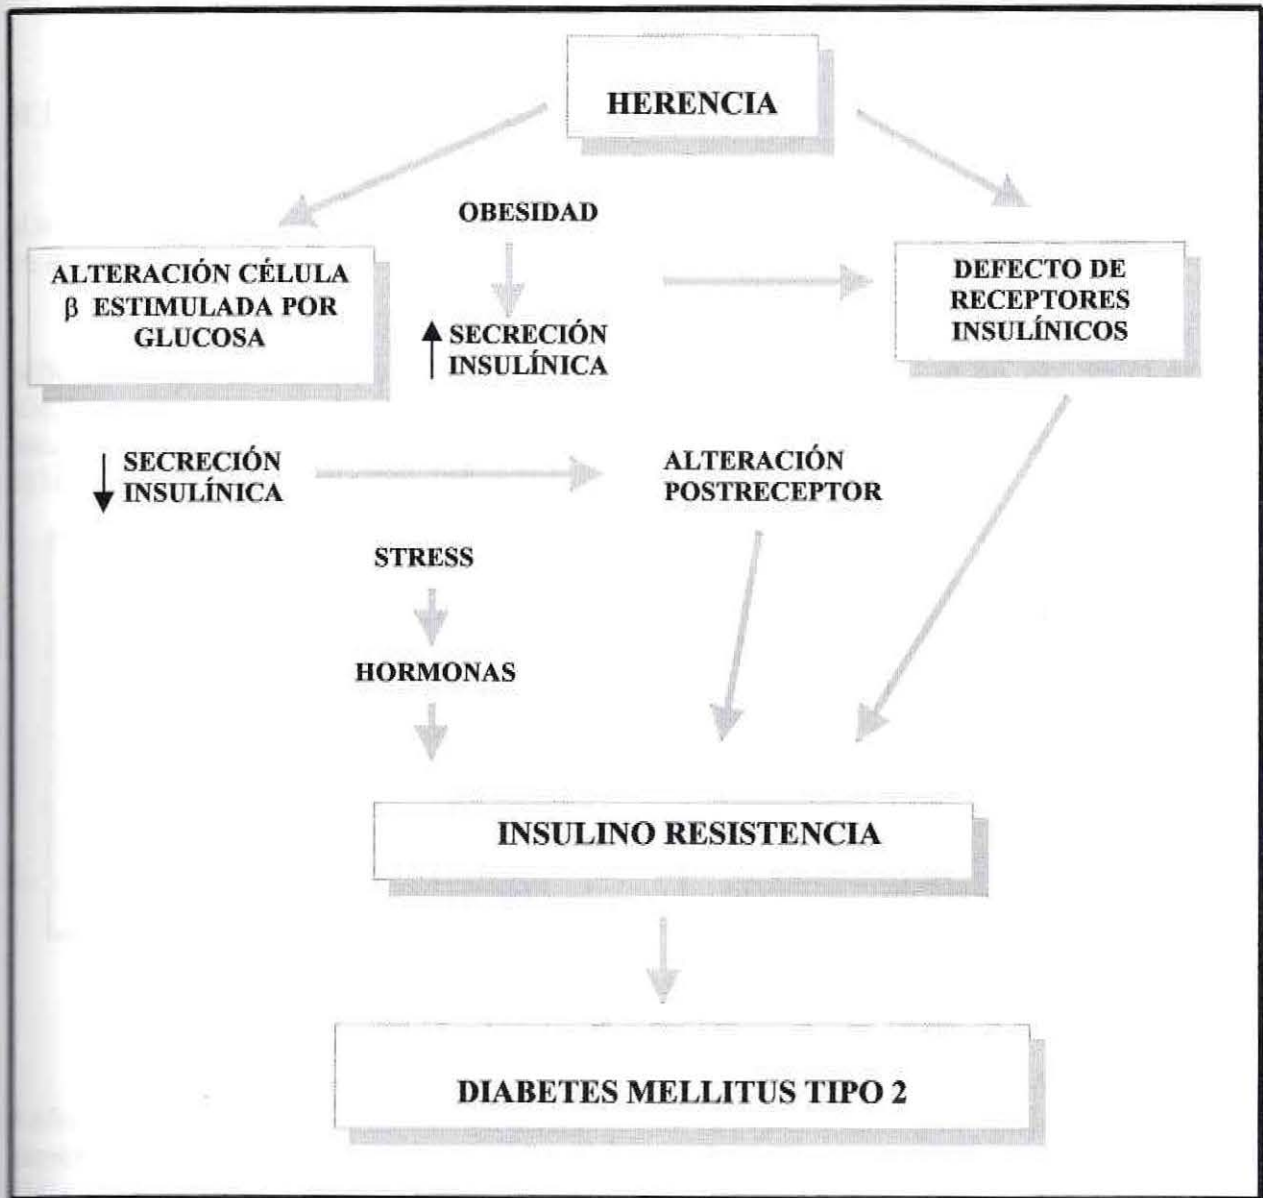 HERENCIA
OBESIDAD
ALTERACIÓN CÉLULA
β ESTIMULADA POR
GLUCOSA
SECRECIÓN
INSULÍNICA
DEFECTO DE
RECEPTORES
INSULÍNICOS
SECRECIÓN
INSULÍNICA
ALTERACIÓN
POSTRECEPTOR
STRESS
HORMONAS
INSULINO RESISTENCIA
DIABETES MELLITUS TIPO 2